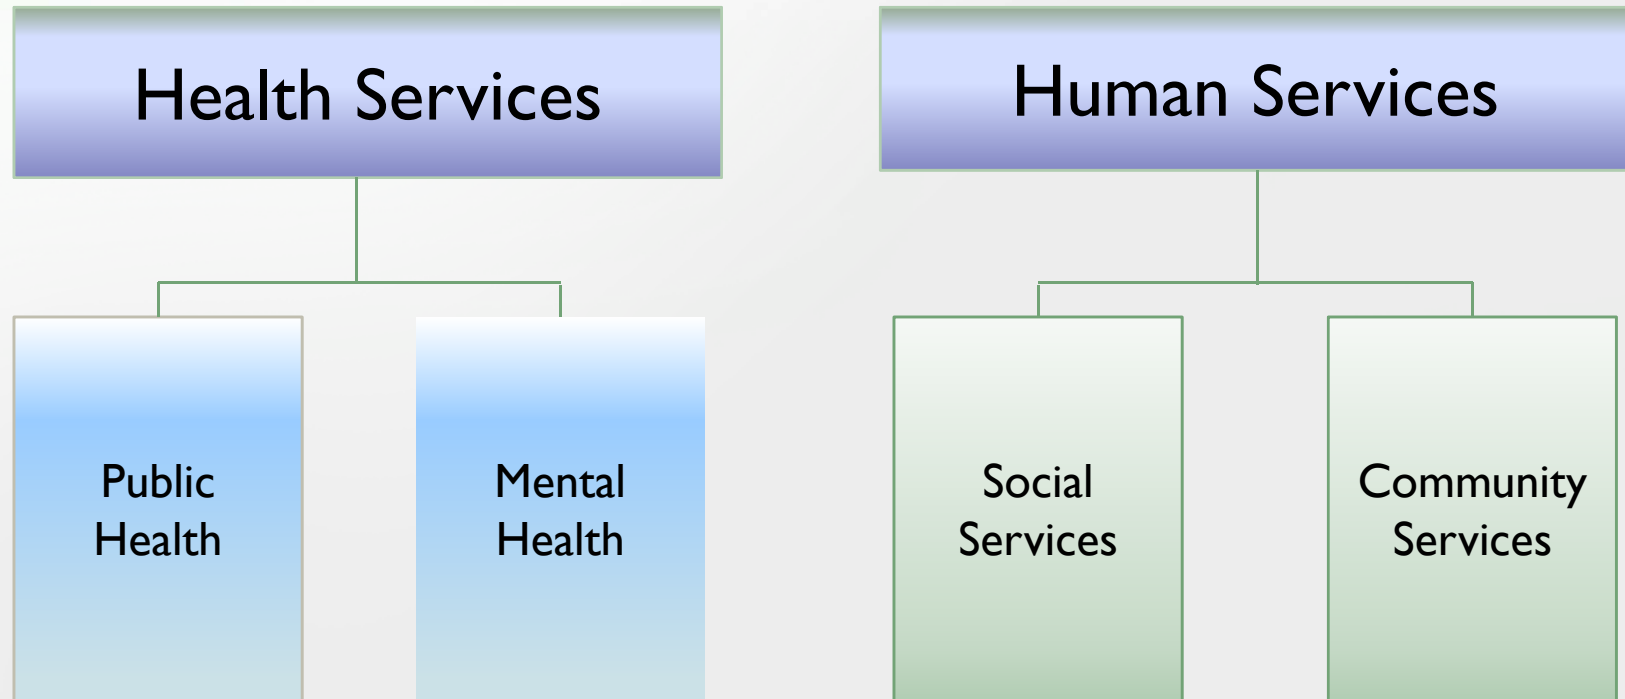 Health Services
Human Services
Public
Health
Mental
Health
Social
Services
Community
Services